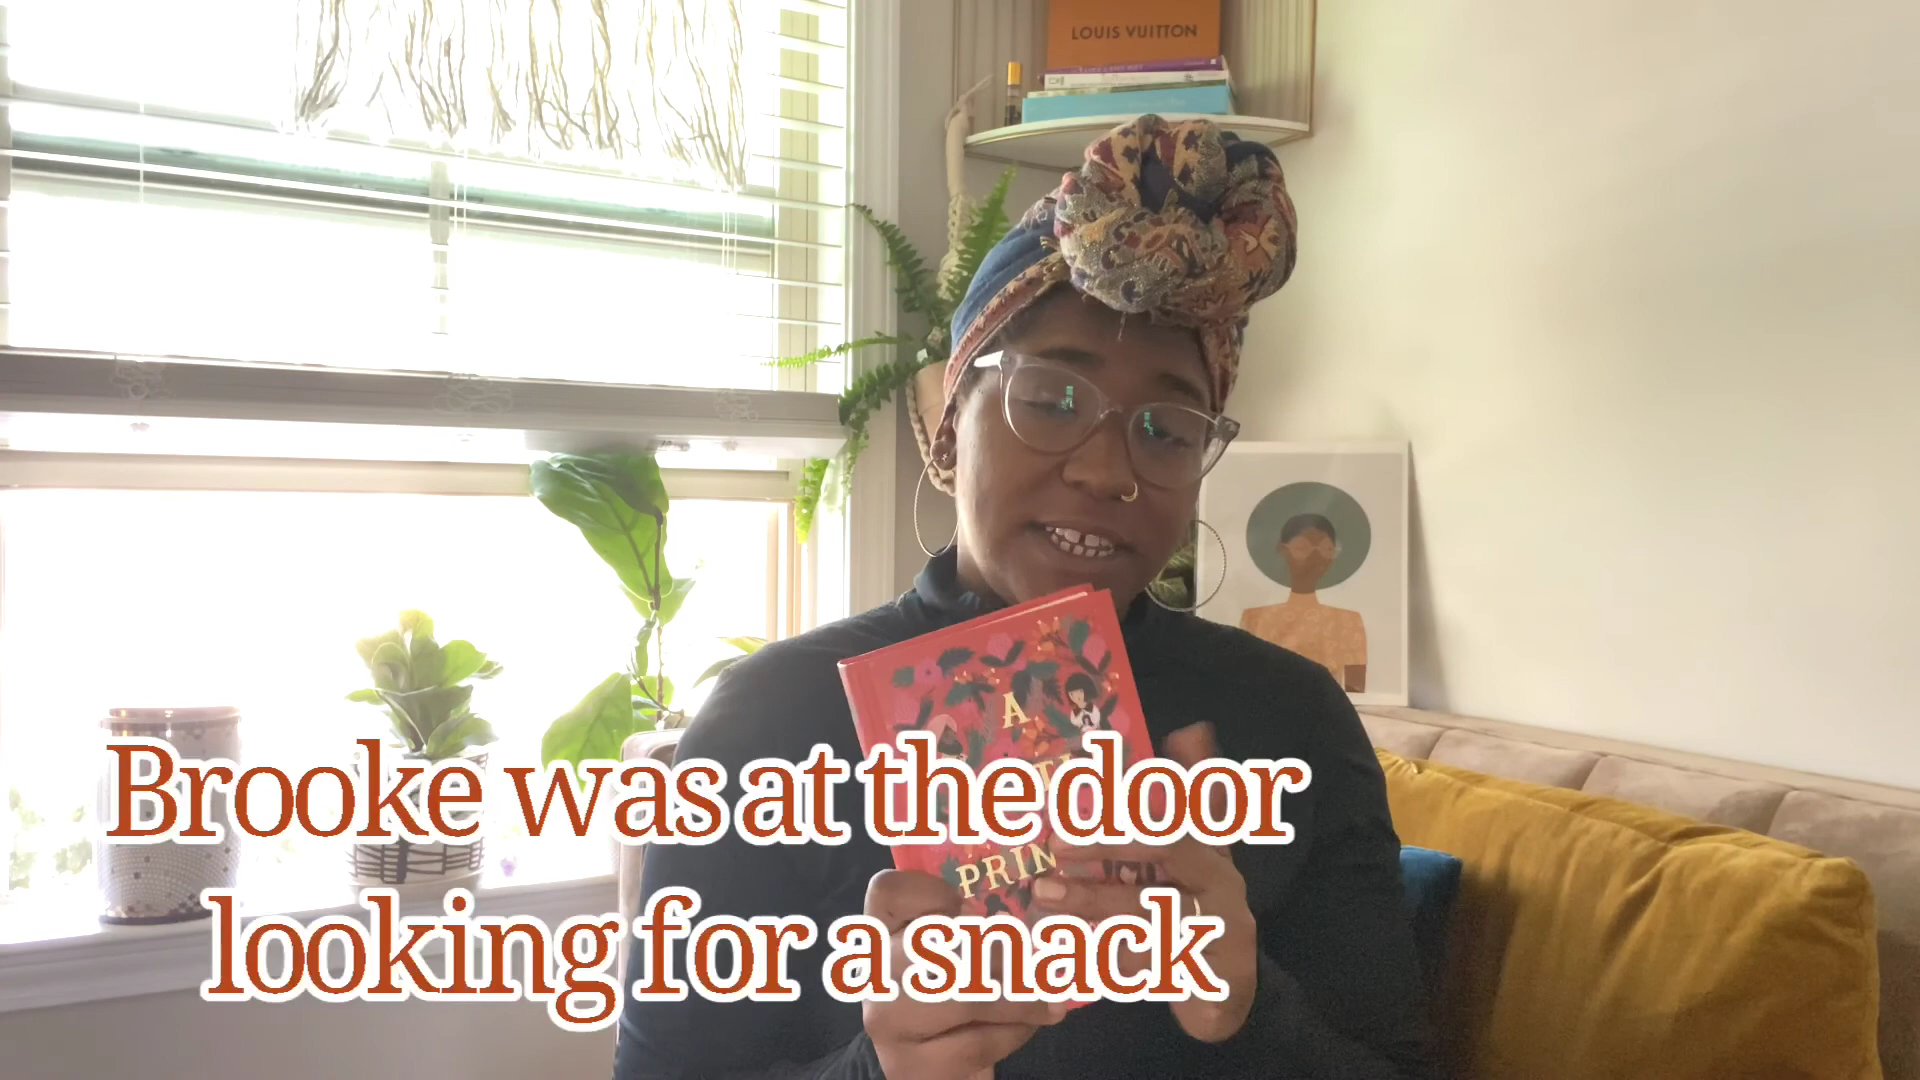 LOUIS VUITTON
A
PRIN
Brooke was at the door
looking for a snack